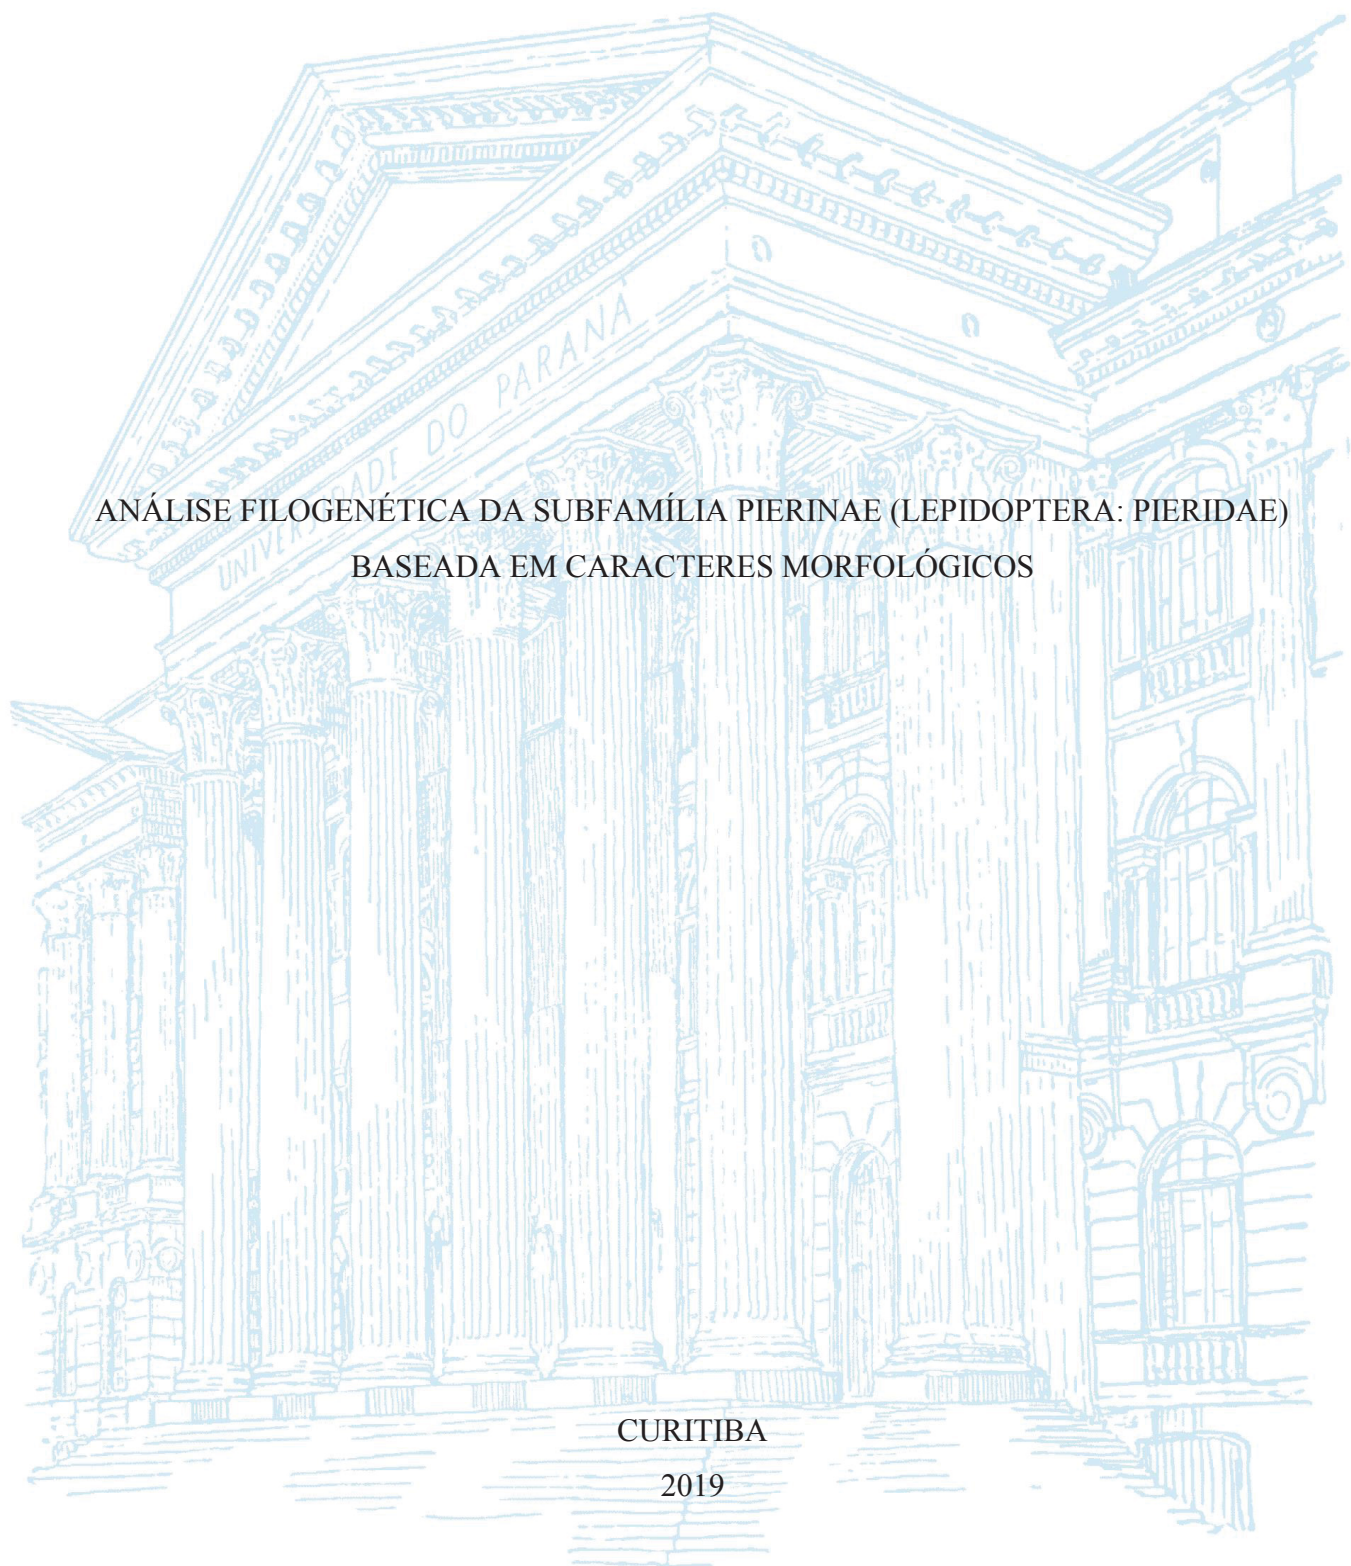 UNIVERSIDADE DO PARANÁ
ANÁLISE FILOGENÉTICA DA SUBFAMÍLIA PIERINAE (LEPIDOPTERA: PIERIDAE)
BASEADA EM CARACTERES MORFOLÓGICOS
CURITIBA
2019